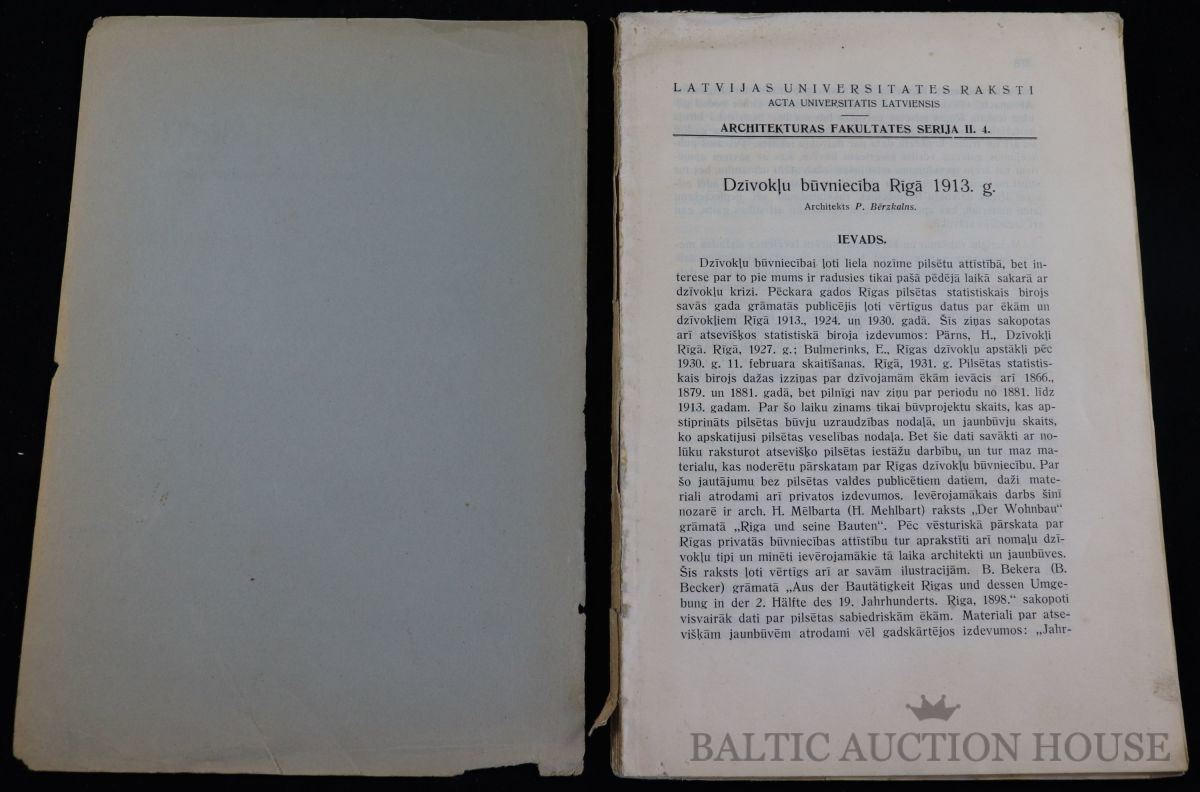 LATVIJAS UNIVERSITATES RAKSTI
ACTA UNIVERSITATIS LATVIENSIS
ARCHITEKTURAS FAKULTATES SERIJA II. 4.
Dzīvokļu būvniecība Rīgā 1913. g.
Architekts P. Bērzkalns.
IEVADS.
Dzīvokļu būvniecībai ļoti liela nozīme pilsētu attīstībā, bet in-
terese par to pie mums ir radusies tikai pašā pēdējā laikā sakarā ar
dzīvokļu krizi. Pēckara gados Rīgas pilsētas statistiskais birojs
savās gada grāmatās publicējis ļoti vērtīgus datus par ēkām un
dzīvokļiem Rīgā 1913., 1924. un 1930. gadā. Šīs ziņas sakopotas
arī atsevišķos statistiskā biroja izdevumos: Pārns, H., Dzīvokļi
Rīgā. Rīgā, 1927. g.; Bulmerinks, E., Rīgas dzīvokļu apstākļi pēc
1930. g. 11. februara skaitīšanas. Rīgā, 1931. g. Pilsētas statistis-
kais birojs dažas izziņas par dzīvojamām ēkām ievācis arī 1866.,
1879. un 1881. gadā, bet pilnīgi nav ziņu par periodu no 1881. līdz
1913. gadam. Par šo laiku zinams tikai būvprojektu skaits, kas ap-
stiprināts pilsētas būvju uzraudzības nodaļā, un jaunbūvju skaits,
ko apskatijusi pilsētas veselības nodaļa. Bet šie dati savākti ar no-
lūku raksturot atsevišķo pilsētas iestāžu darbību, un tur maz ma-
terialu, kas noderētu pārskatam par Rīgas dzīvokļu būvniecību. Par
šo jautājumu bez pilsētas valdes publicētiem datiem, daži mate-
riali atrodami arī privatos izdevumos. Ievērojamākais darbs šinī
nozarē ir arch. H. Mēlbarta (H. Mehlbart) raksts „Der Wohnbau“
grāmatā „Riga und seine Bauten“. Pēc vēsturiskā pārskata par
Rīgas privatās būvniecības attīstību tur aprakstīti arī nomaļu dzī-
vokļu tipi un minēti ievērojamākie tā laika architekti un jaunbūves.
Šis raksts ļoti vērtīgs arī ar savām ilustracijām. B. Bekera (B.
Becker) grāmatā „Aus der Bautätigkeit Rigas und dessen Umge-
bung in der 2. Hälfte des 19. Jahrhunderts. Riga, 1898.“ sakopoti
visvairāk dati par pilsētas sabiedriskām ēkām. Materiali par atse-
višķām jaunbūvēm atrodami vēl gadskārtējos izdevumos: „Jahr-
BALTIC AUCTION HOUSE